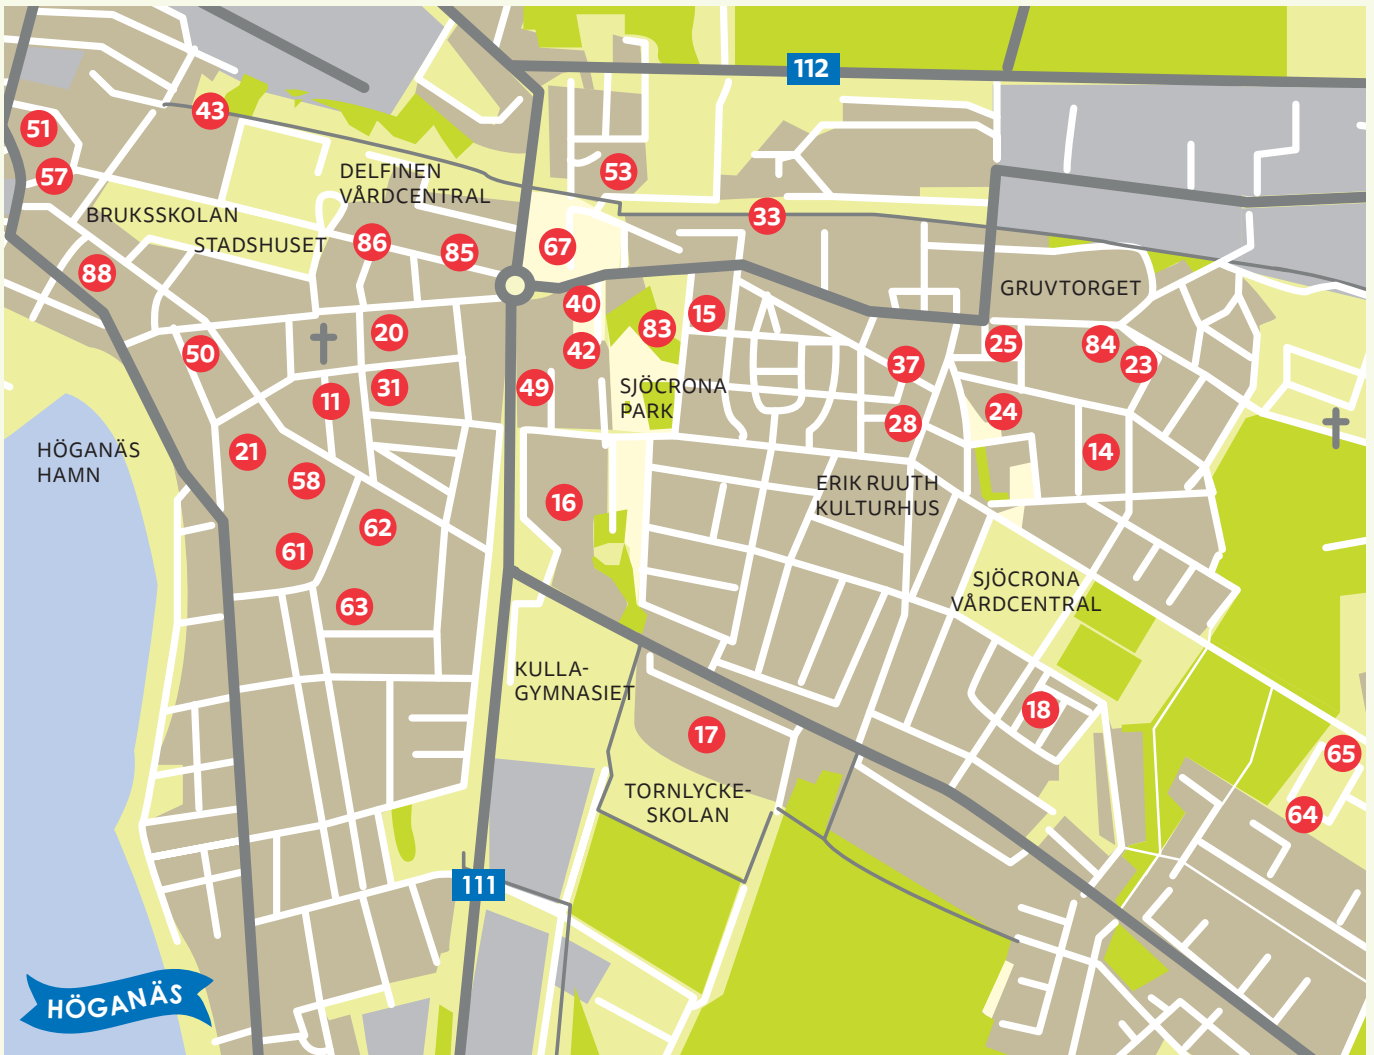 112
43
51
53
DELFINEN
VÅRDCENTRAL
57
BRUKSSKOLAN
33
STADSHUSET
86
85
67
88
GRUVTORGET
40
15
83
20
25
84
50
42
23
37
SJÖCRONA
PARK
49
31
11
24
28
HÖGANÄS
HAMN
21
14
58
ERIK RUUTH
KULTURHUS
16
62
61
SJÖCRONA
VÅRDCENTRAL
63
KULLA-
GYMNASIET
18
17
65
TORNLYCKE-
SKOLAN
64
111
HÖGANÄS